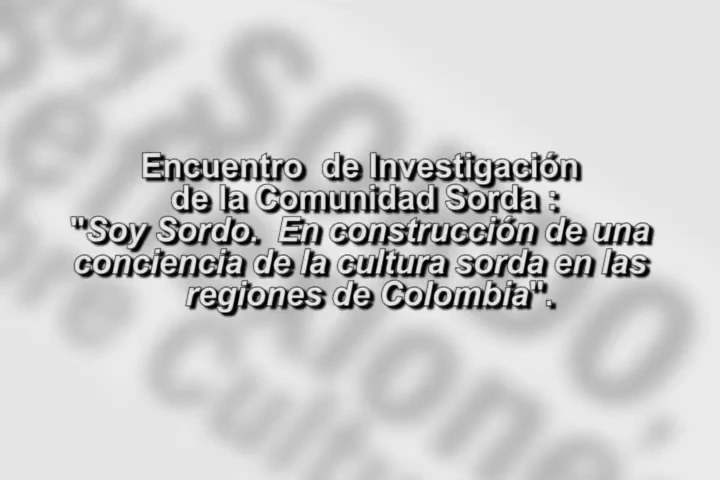 Encuentro de Investigación
de la Comunidad Sorda :
"Soy Sordo. En construcción de una
conciencia de la cultura sorda en las
regiones de Colombia".